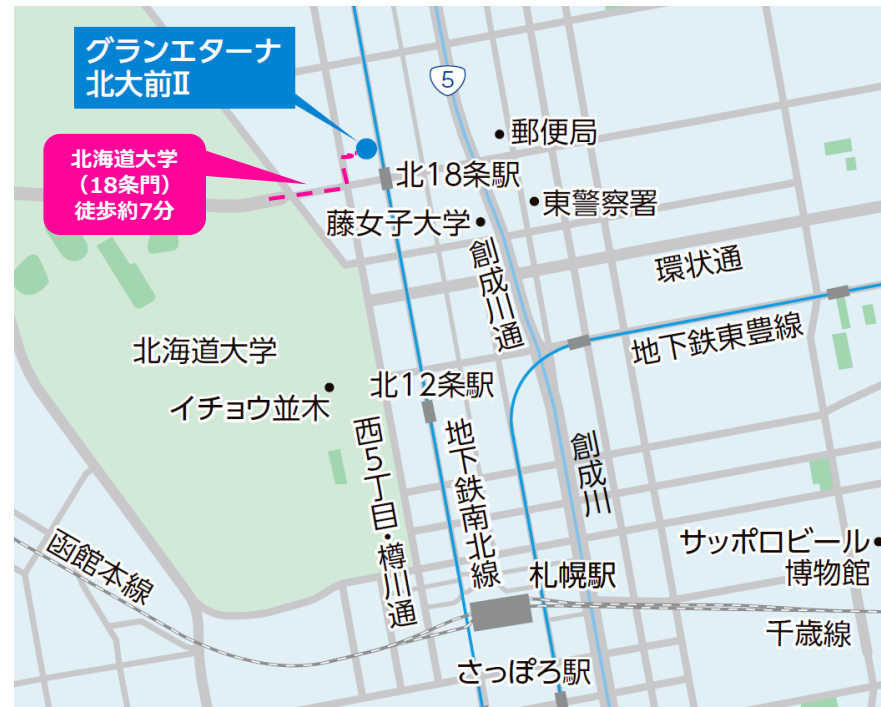 グランエターナ
北大前Ⅱ
5
北海道大学
（18条門）
徒歩約7分
郵便局
北18条駅
東警察署
藤女子大学
創成川通
環状通
地下鉄東豊線
北海道大学
イチョウ並木
北12条駅
西5丁目・樽川通
地下鉄南北線
創成川
函館本線
サッポロビール
博物館
札幌駅
千歳線
さっぽろ駅